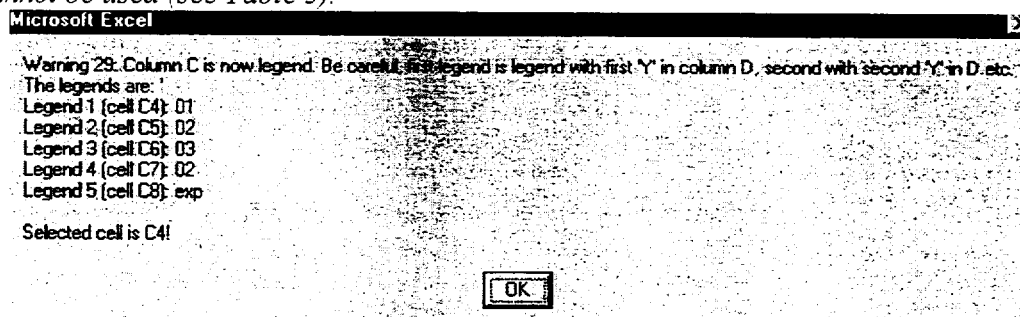 cannot be used (see Table 5).
Microsoft Excel
Warning 29: Column C is now legend. Be careful, first legend is legend with first 'Y' in column D, second with second 'Y' in D etc.
The legends are:
Legend 1 (cell C4): 01
Legend 2 (cell C5): 02
Legend 3 (cell C6): 03
Legend 4 (cell C7): 02
Legend 5 (cell C8): exp
Selected cell is C4!
OK